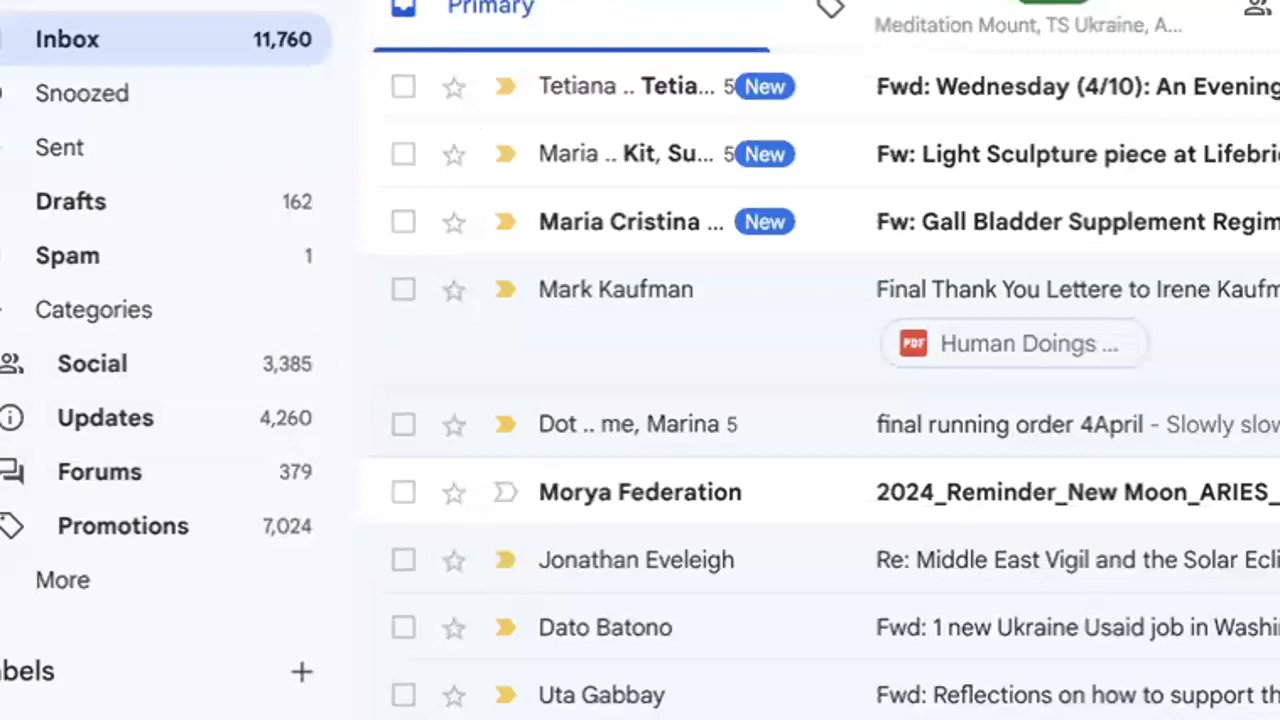 Primary
Meditation Mount, TS Ukraine, A...
Inbox 11,760
Snoozed
Sent
Drafts 162
Spam 1
Categories
Social 3,385
Updates 4,260
Forums 379
Promotions 7,024
More
abels +
Tetiana .. Tetia... 5 New Fwd: Wednesday (4/10): An Evening
Maria .. Kit, Su... 5 New Fw: Light Sculpture piece at Lifebri
Maria Cristina ... New Fw: Gall Bladder Supplement Regim
Mark Kaufman Final Thank You Lettere to Irene Kaufm
PDF Human Doings ...
Dot .. me, Marina 5 final running order 4April - Slowly slow
Morya Federation 2024_Reminder_New Moon_ARIES_
Jonathan Eveleigh Re: Middle East Vigil and the Solar Ecli
Dato Batono Fwd: 1 new Ukraine Usaid job in Washi
Uta Gabbay Fwd: Reflections on how to support th